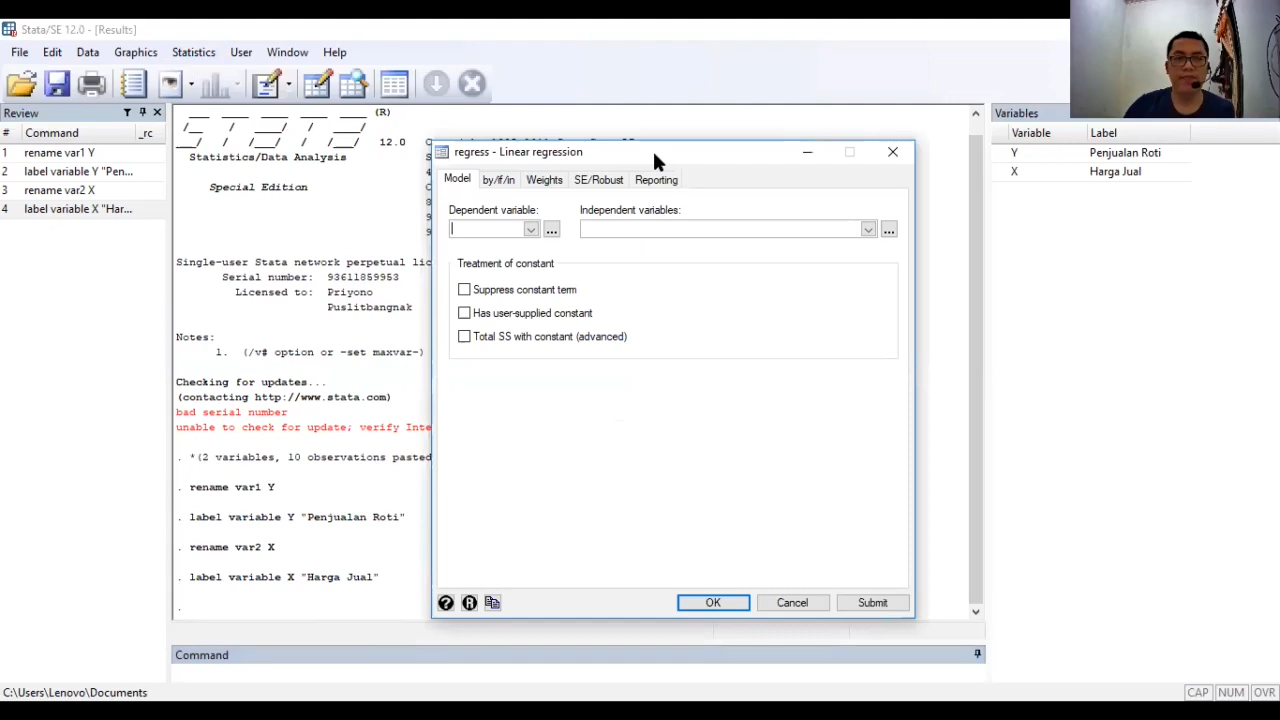 Stata/SE 12.0 - [Results]
File Edit Data Graphics Statistics User Window Help
Review
# Command _rc
1 rename var1 Y
2 label variable Y "Pen...
3 rename var2 X
4 label variable X "Har...
(R)
12.0
Statistics/Data Analysis
Special Edition
Single-user Stata network perpetual lic
Serial number: 93611859953
Licensed to: Priyono
Puslitbangnak
Notes:
1. (/v# option or -set maxvar-)
Checking for updates...
(contacting http://www.stata.com)
bad serial number
unable to check for update; verify Inte
. *(2 variables, 10 observations pasted
. rename var1 Y
. label variable Y "Penjualan Roti"
. rename var2 X
. label variable X "Harga Jual"
.
regress - Linear regression
Model by/if/in Weights SE/Robust Reporting
Dependent variable: Independent variables:
...
...
Treatment of constant
Suppress constant term
Has user-supplied constant
Total SS with constant (advanced)
? R
OK Cancel Submit
Variables
Variable Label
Y Penjualan Roti
X Harga Jual
Command
C:\Users\Lenovo\Documents
CAP NUM OVR